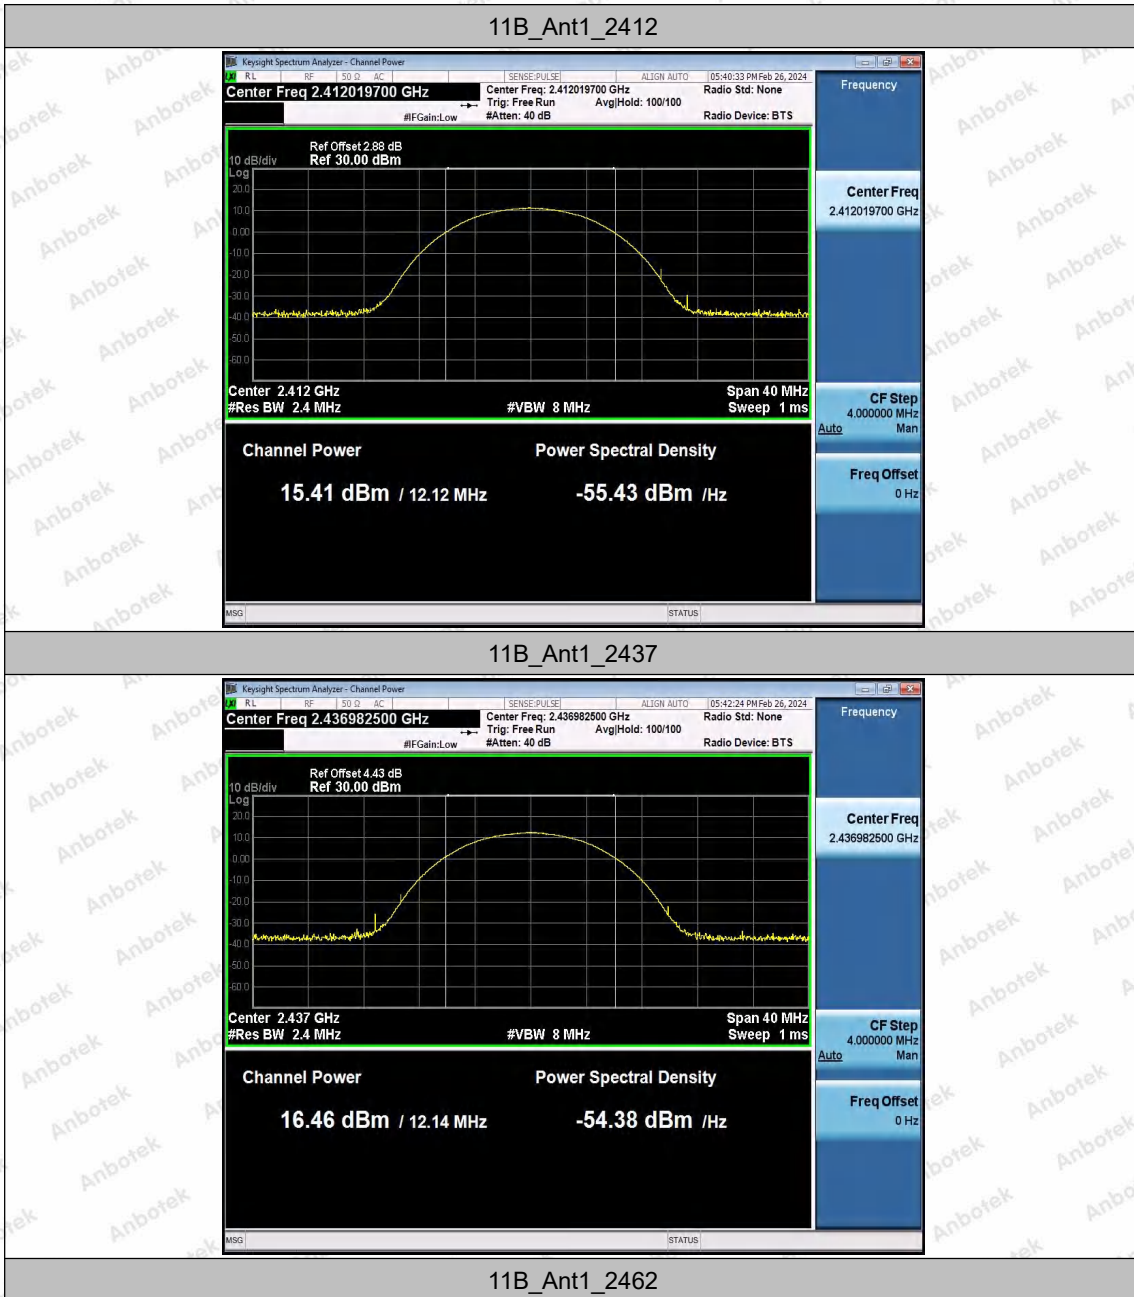 11B_Ant1_2412
Keysight Spectrum Analyzer - Channel Power
LXI RL RF 50 Ω AC SENSE:PULSE ALIGN AUTO 05:40:33 PM Feb 26, 2024
Center Freq 2.412019700 GHz Center Freq: 2.412019700 GHz Radio Std: None Frequency
Trig: Free Run Avg|Hold: 100/100
#IFGain:Low #Atten: 40 dB Radio Device: BTS
Ref Offset 2.88 dB
10 dB/div Ref 30.00 dBm
Log
20.0
10.0
0.00
-10.0
-20.0
-30.0
-40.0
-50.0
-60.0
Center Freq
2.412019700 GHz
Center 2.412 GHz Span 40 MHz
#Res BW 2.4 MHz #VBW 8 MHz Sweep 1 ms
CF Step
4.000000 MHz
Auto Man
Channel Power Power Spectral Density
15.41 dBm / 12.12 MHz -55.43 dBm /Hz
Freq Offset
0 Hz
MSG STATUS
11B_Ant1_2437
Keysight Spectrum Analyzer - Channel Power
LXI RL RF 50 Ω AC SENSE:PULSE ALIGN AUTO 05:42:24 PM Feb 26, 2024
Center Freq 2.436982500 GHz Center Freq: 2.436982500 GHz Radio Std: None Frequency
Trig: Free Run Avg|Hold: 100/100
#IFGain:Low #Atten: 40 dB Radio Device: BTS
Ref Offset 4.43 dB
10 dB/div Ref 30.00 dBm
Log
20.0
10.0
0.00
-10.0
-20.0
-30.0
-40.0
-50.0
-60.0
Center Freq
2.436982500 GHz
Center 2.437 GHz Span 40 MHz
#Res BW 2.4 MHz #VBW 8 MHz Sweep 1 ms
CF Step
4.000000 MHz
Auto Man
Channel Power Power Spectral Density
16.46 dBm / 12.14 MHz -54.38 dBm /Hz
Freq Offset
0 Hz
MSG STATUS
11B_Ant1_2462